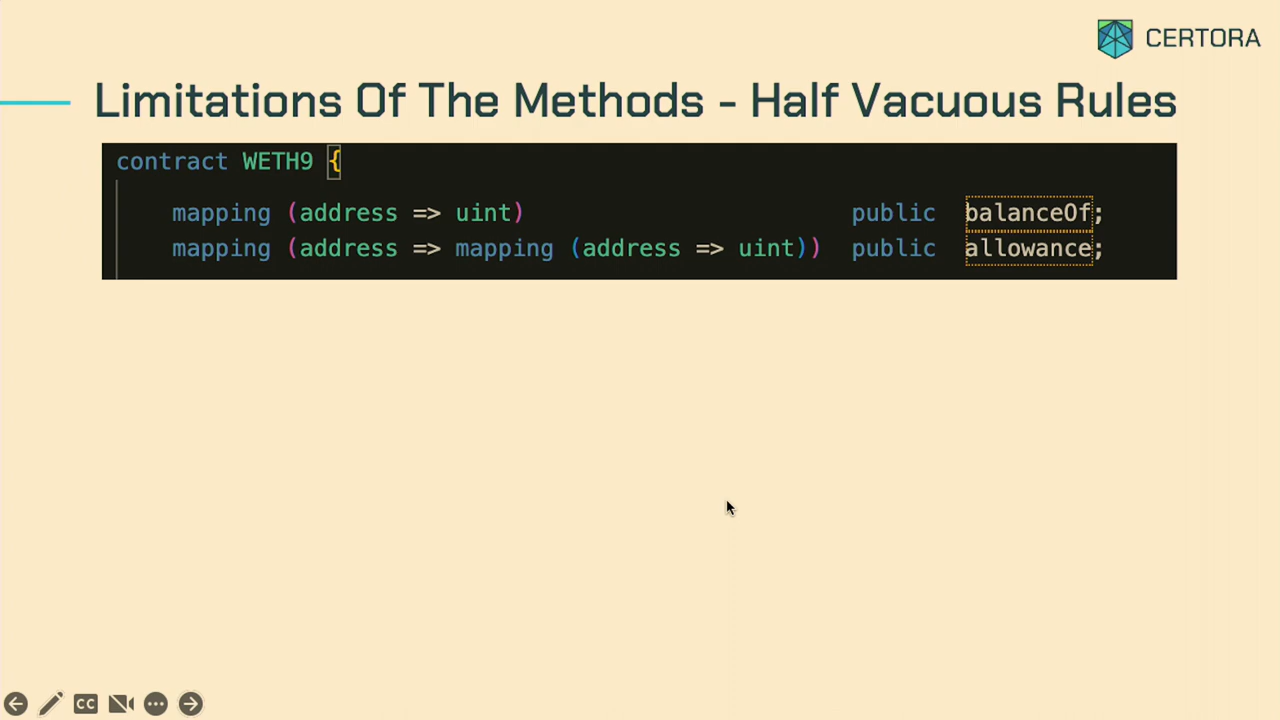 CERTORA
Limitations Of The Methods - Half Vacuous Rules
contract WETH9 {
mapping (address => uint) public balanceOf;
mapping (address => mapping (address => uint)) public allowance;
CC